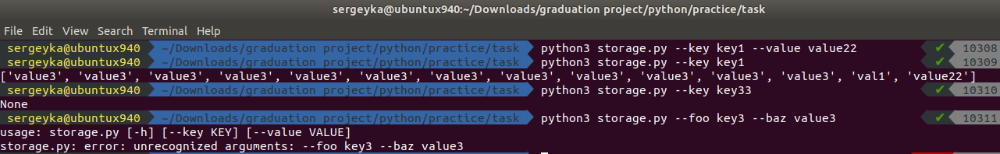 sergeyka@ubuntux940:~/Downloads/graduation project/python/practice/task
File Edit View Search Terminal Help
sergeyka@ubuntux940 ~/Downloads/graduation project/python/practice/task python3 storage.py --key key1 --value value22 ✔ 10308
sergeyka@ubuntux940 ~/Downloads/graduation project/python/practice/task python3 storage.py --key key1 ✔ 10309
['value3', 'value3', 'value3', 'value3', 'value3', 'value3', 'value3', 'value3', 'value3', 'value3', 'value3', 'val1', 'value22']
sergeyka@ubuntux940 ~/Downloads/graduation project/python/practice/task python3 storage.py --key key33 ✔ 10310
None
sergeyka@ubuntux940 ~/Downloads/graduation project/python/practice/task python3 storage.py --foo key3 --baz value3 ✔ 10311
usage: storage.py [-h] [--key KEY] [--value VALUE]
storage.py: error: unrecognized arguments: --foo key3 --baz value3